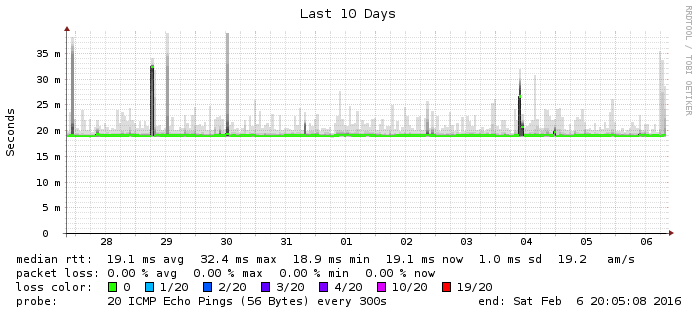 Last 10 Days
RRDTOOL / TOBI OETIKER
Seconds
35 m
30 m
25 m
20 m
15 m
10 m
5 m
0
28 29 30 31 01 02 03 04 05 06
median rtt: 19.1 ms avg 32.4 ms max 18.9 ms min 19.1 ms now 1.0 ms sd 19.2 am/s
packet loss: 0.00 % avg 0.00 % max 0.00 % min 0.00 % now
loss color: 0 1/20 2/20 3/20 4/20 10/20 19/20
probe: 20 ICMP Echo Pings (56 Bytes) every 300s end: Sat Feb 6 20:05:08 2016